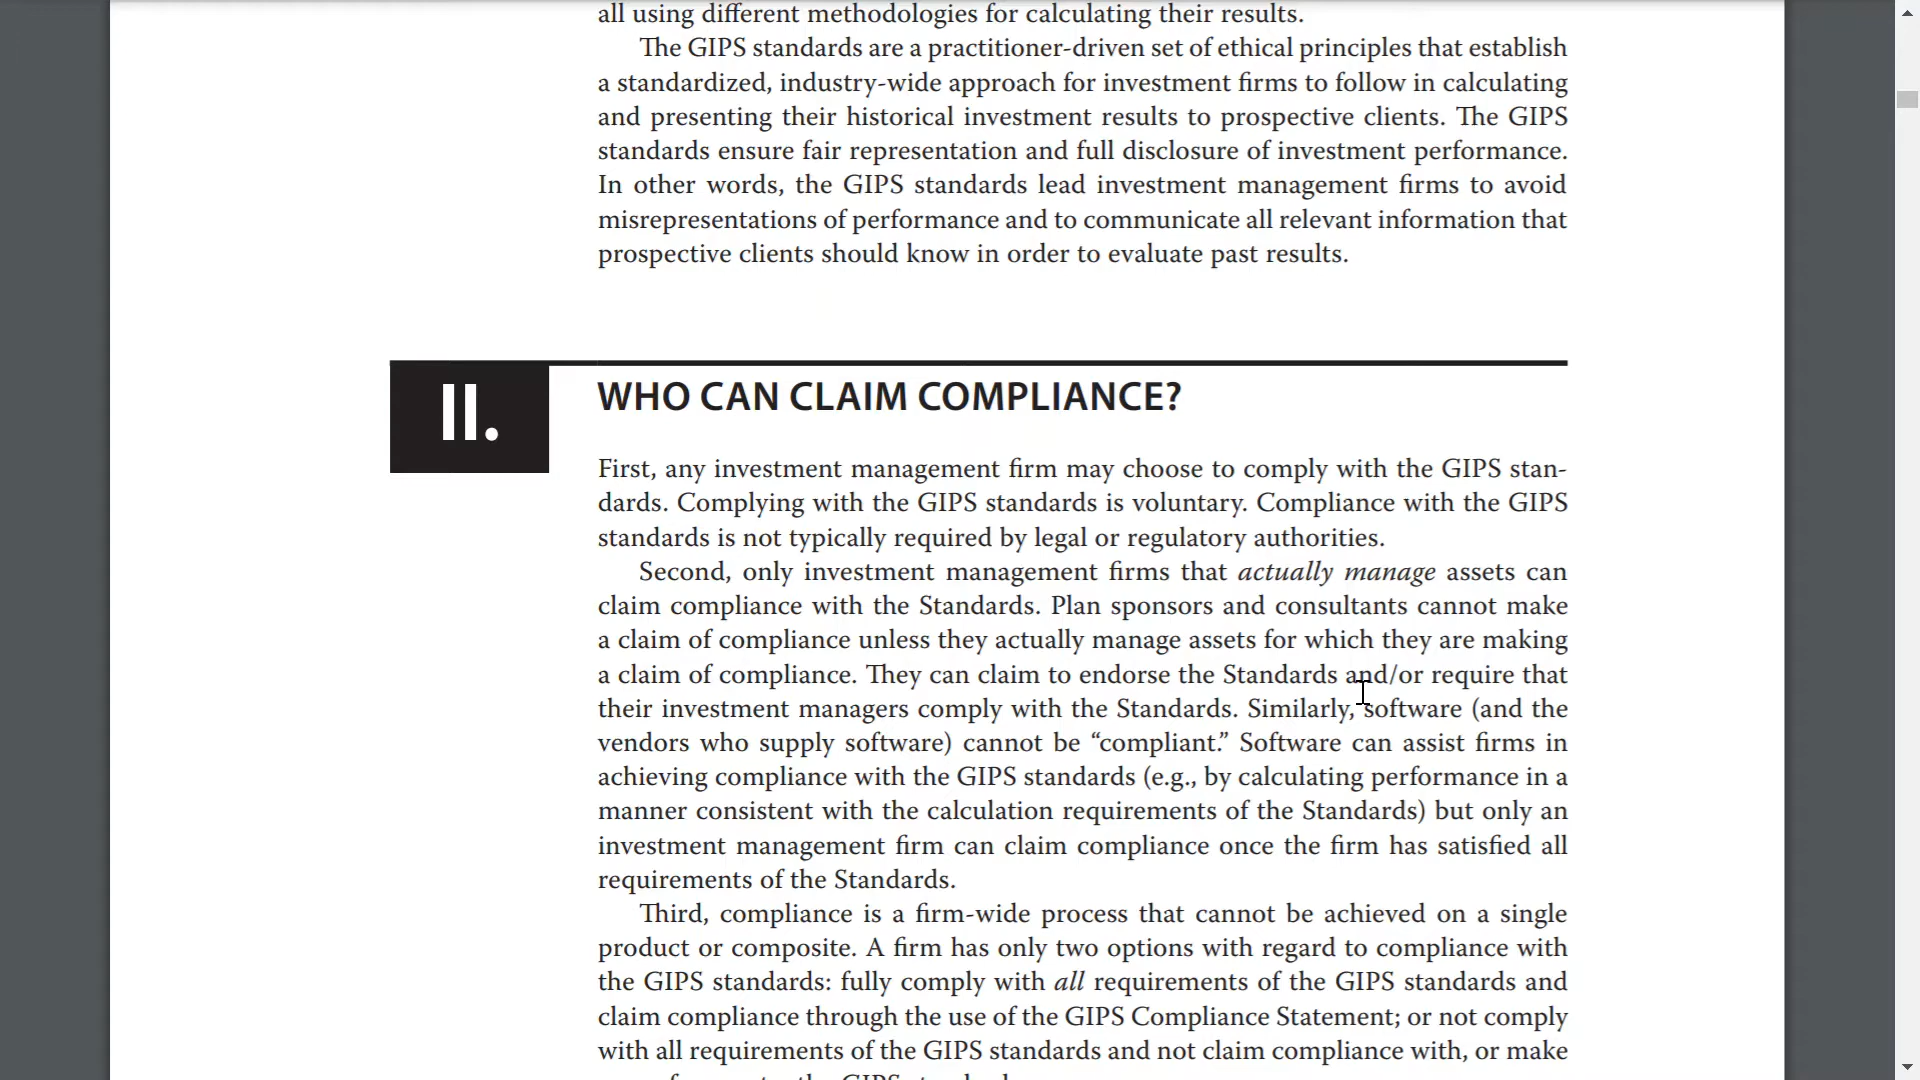 all using different methodologies for calculating their results.
The GIPS standards are a practitioner-driven set of ethical principles that establish
a standardized, industry-wide approach for investment firms to follow in calculating
and presenting their historical investment results to prospective clients. The GIPS
standards ensure fair representation and full disclosure of investment performance.
In other words, the GIPS standards lead investment management firms to avoid
misrepresentations of performance and to communicate all relevant information that
prospective clients should know in order to evaluate past results.
II.
WHO CAN CLAIM COMPLIANCE?
First, any investment management firm may choose to comply with the GIPS stan-
dards. Complying with the GIPS standards is voluntary. Compliance with the GIPS
standards is not typically required by legal or regulatory authorities.
Second, only investment management firms that actually manage assets can
claim compliance with the Standards. Plan sponsors and consultants cannot make
a claim of compliance unless they actually manage assets for which they are making
a claim of compliance. They can claim to endorse the Standards and/or require that
their investment managers comply with the Standards. Similarly, software (and the
vendors who supply software) cannot be “compliant.” Software can assist firms in
achieving compliance with the GIPS standards (e.g., by calculating performance in a
manner consistent with the calculation requirements of the Standards) but only an
investment management firm can claim compliance once the firm has satisfied all
requirements of the Standards.
Third, compliance is a firm-wide process that cannot be achieved on a single
product or composite. A firm has only two options with regard to compliance with
the GIPS standards: fully comply with all requirements of the GIPS standards and
claim compliance through the use of the GIPS Compliance Statement; or not comply
with all requirements of the GIPS standards and not claim compliance with, or make